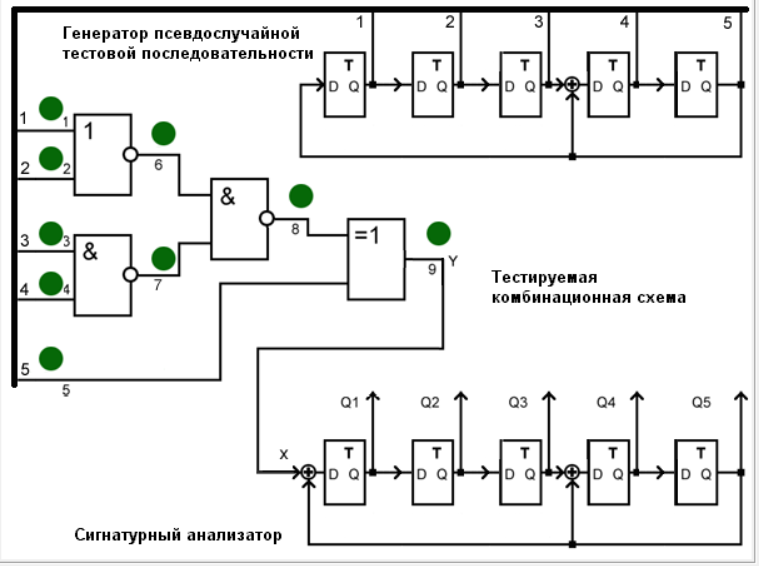 1 2 3 4 5
Генератор псевдослучайной
тестовой последовательности
T T T T T
D Q D Q D Q D Q D Q
1 1 1
2 2 6
&
8 =1
3 3 &
9 Y
4 4 7
Тестируемая
комбинационная схема
5
5
Q1 Q2 Q3 Q4 Q5
X T T T T T
D Q D Q D Q D Q D Q
Сигнатурный анализатор